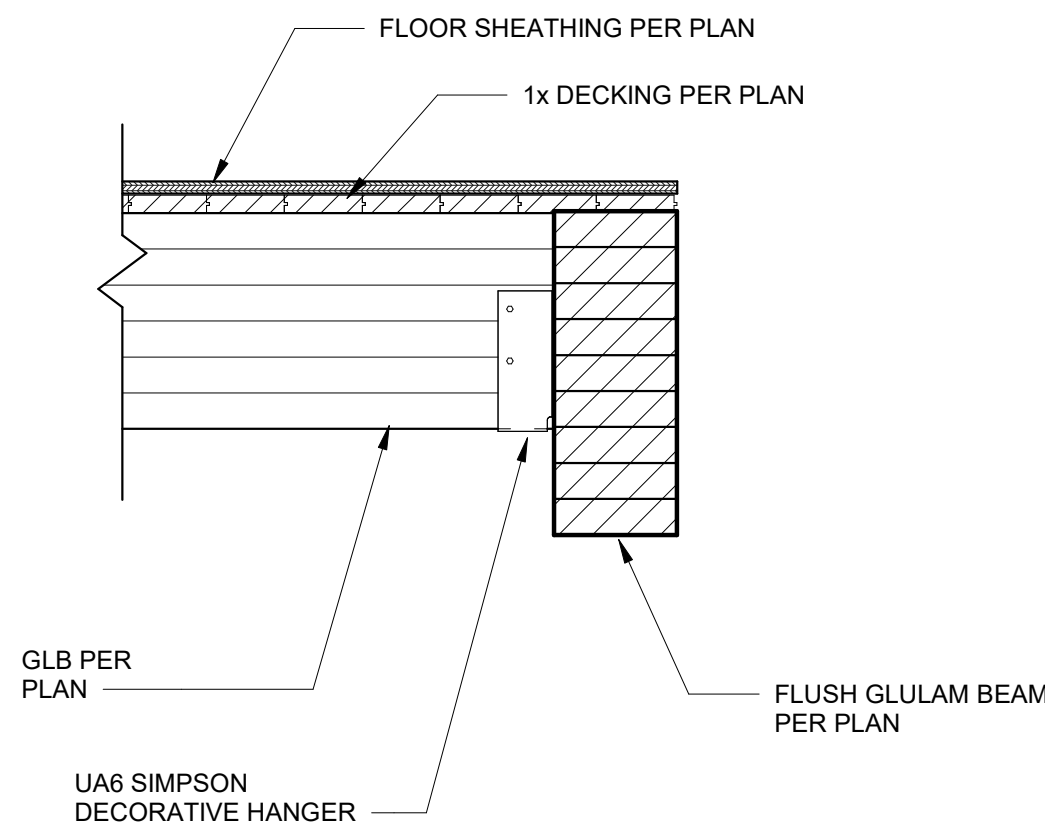 FLOOR SHEATHING PER PLAN
1x DECKING PER PLAN
GLB PER
PLAN
FLUSH GLULAM BEAM
PER PLAN
UA6 SIMPSON
DECORATIVE HANGER